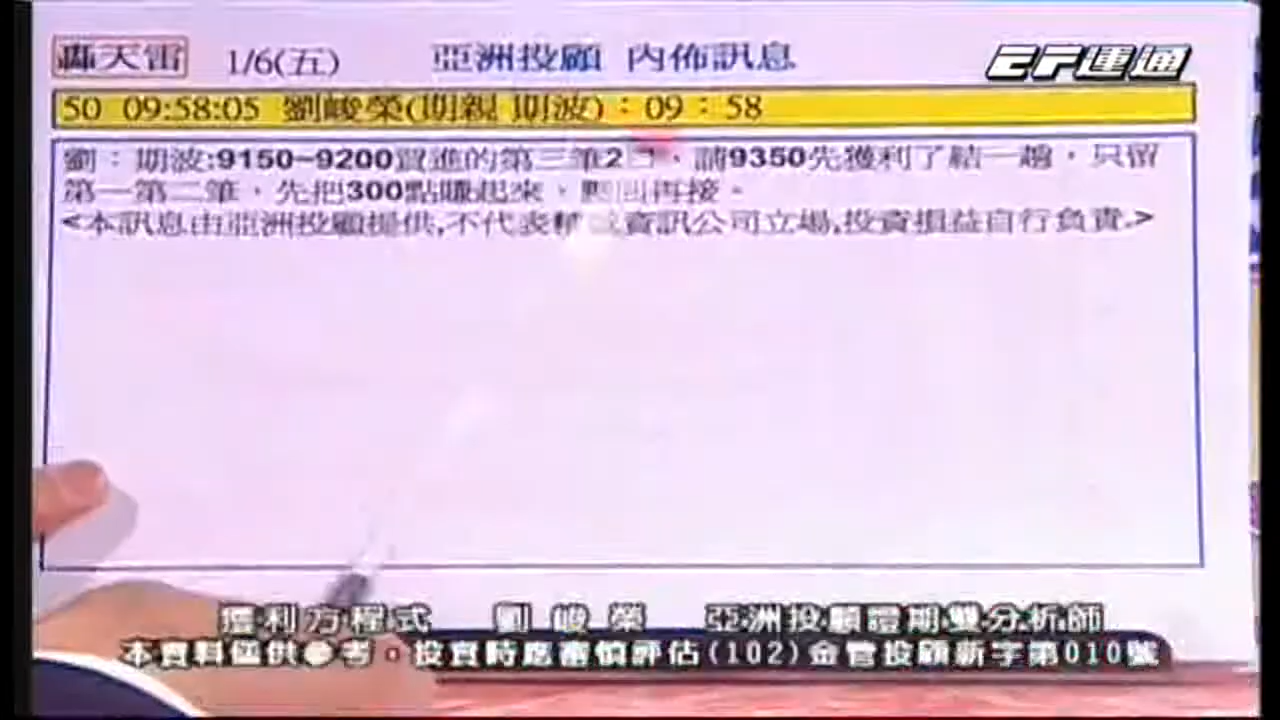 轟天雷 1/6(五) 亞洲投顧 內佈訊息
運通
50 09:58:05 劉峻榮(期親 期波):09:58
劉:期波:9150~9200買進的第三筆2口,請9350先獲利了結一趟,只留
第一第二筆,先把300點賺起來,點回再接。
<本訊息由亞洲投顧提供,不代表 資訊公司立場,投資損益自行負責.>
獲利方程式 劉峻榮 亞洲投顧證期雙分析師
本資料僅供參考,投資時應審慎評估(102)金管投顧新字第010號